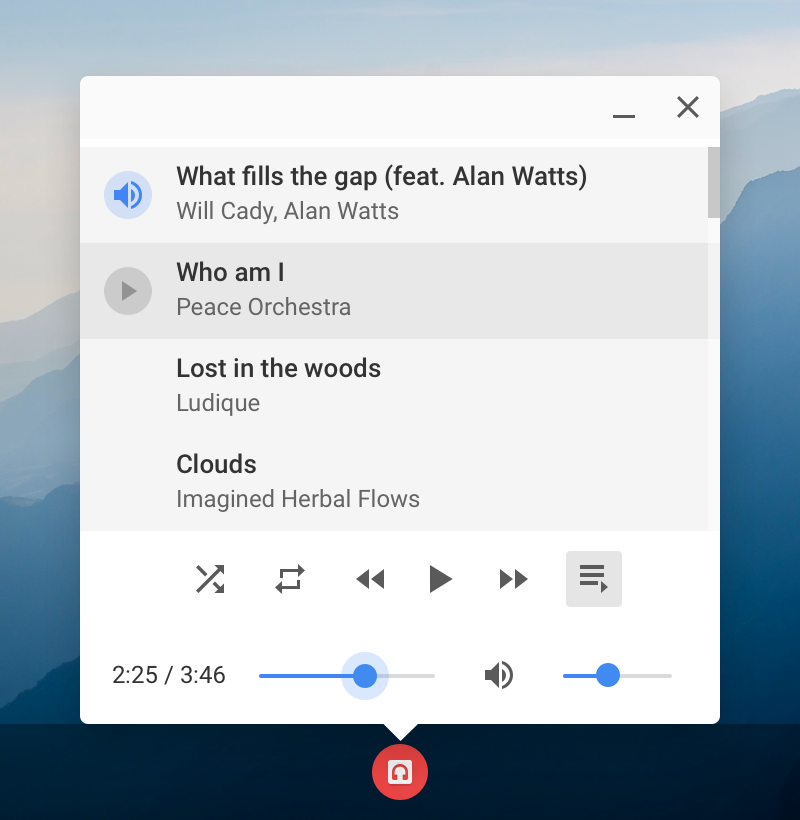 What fills the gap (feat. Alan Watts)
Will Cady, Alan Watts
Who am I
Peace Orchestra
Lost in the woods
Ludique
Clouds
Imagined Herbal Flows
2:25 / 3:46